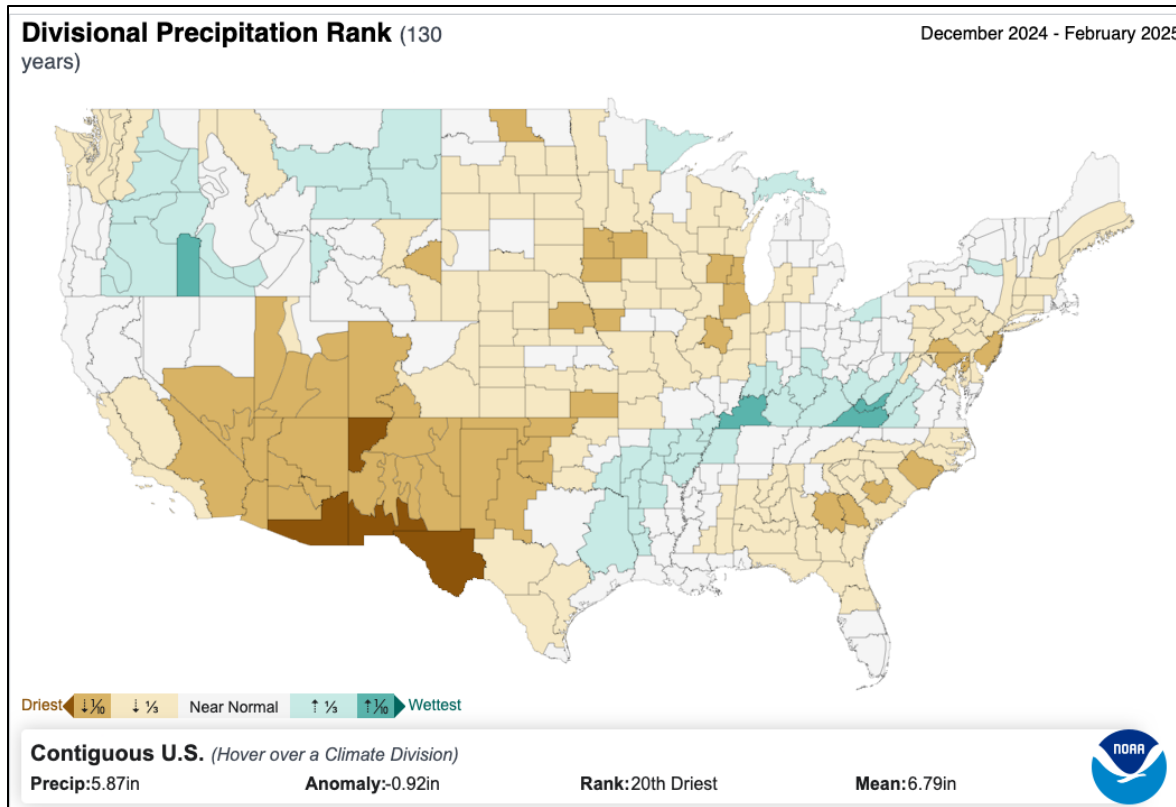 Divisional Precipitation Rank (130
years)
December 2024 - February 2025
Driest ↓⅒ ↓ ⅓ Near Normal ↑ ⅓ ↑⅒ Wettest
Contiguous U.S. (Hover over a Climate Division)
Precip:5.87in Anomaly:-0.92in Rank:20th Driest Mean:6.79in
NOAA